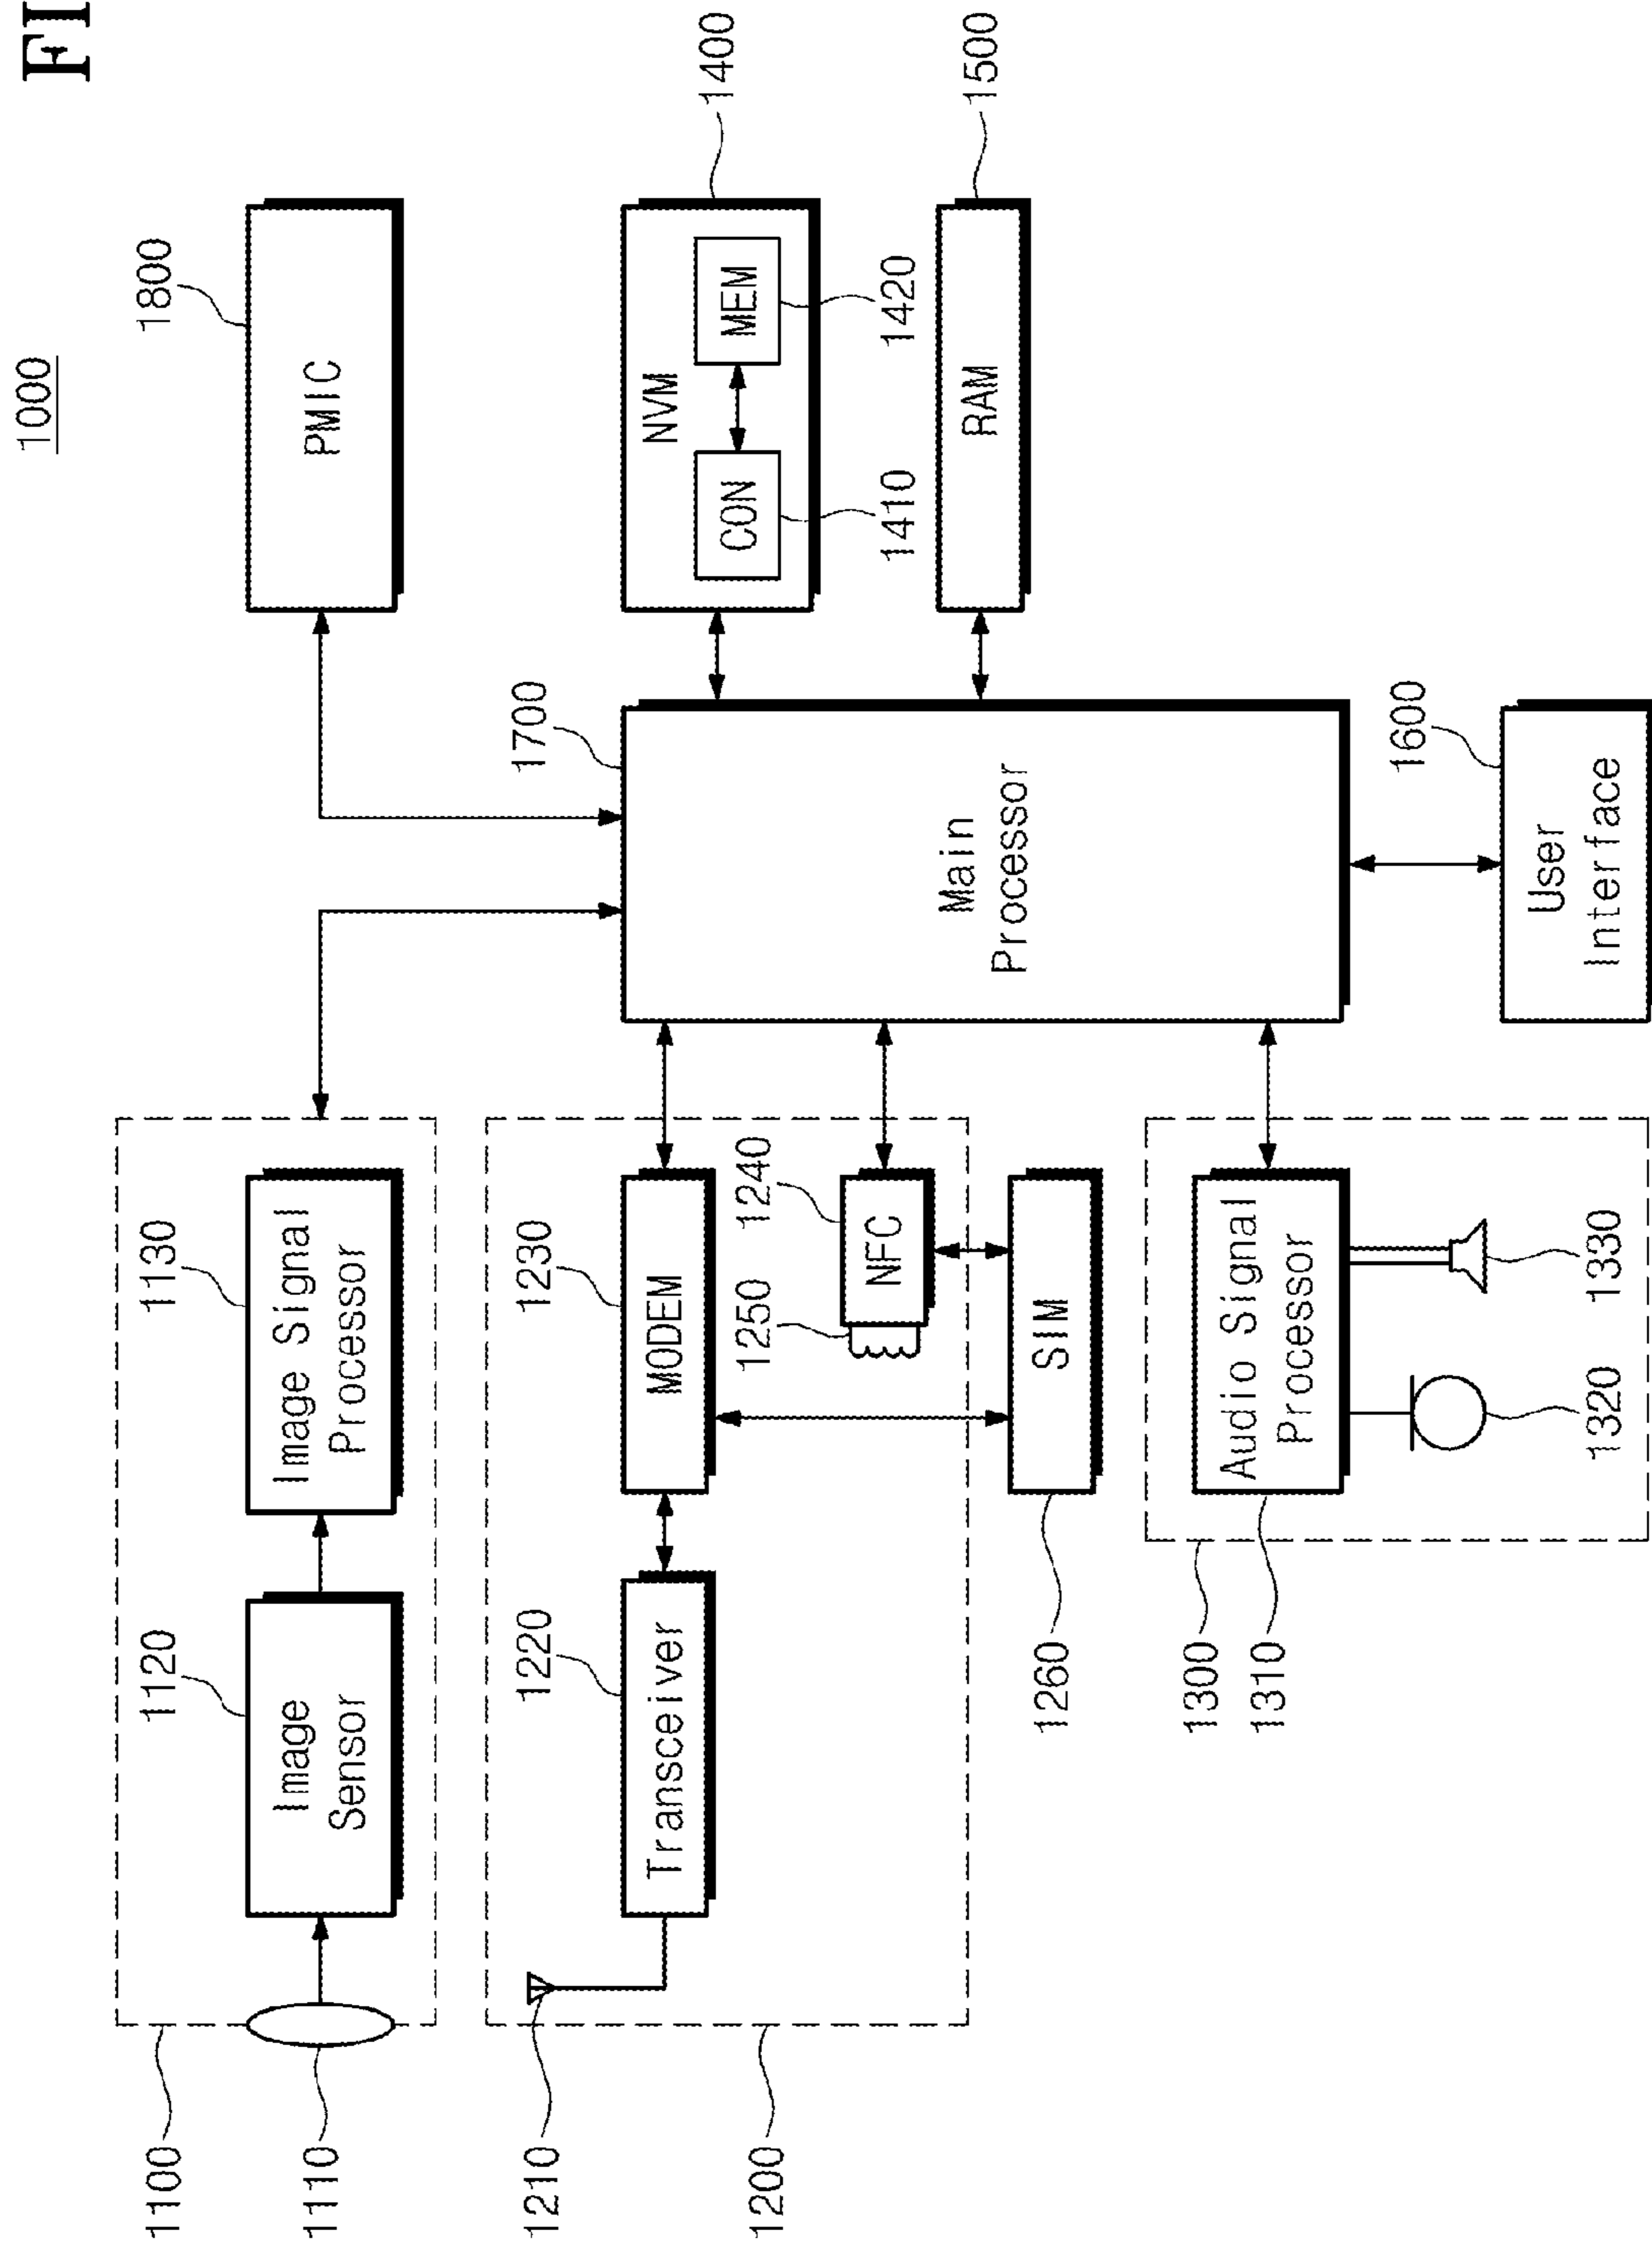 1000
FI
1100
1120
1130
1800
1110
Image
Sensor
Image Signal
Processor
PMIC
1210
1220
1230
1700
Transceiver
MODEM
NVM
1400
CON
MEM
1200
1250
1240
1410
1420
NFC
Main
Processor
RAM
1500
1260
SIM
1300
1310
Audio Signal
Processor
1600
User
Interface
1320
1330